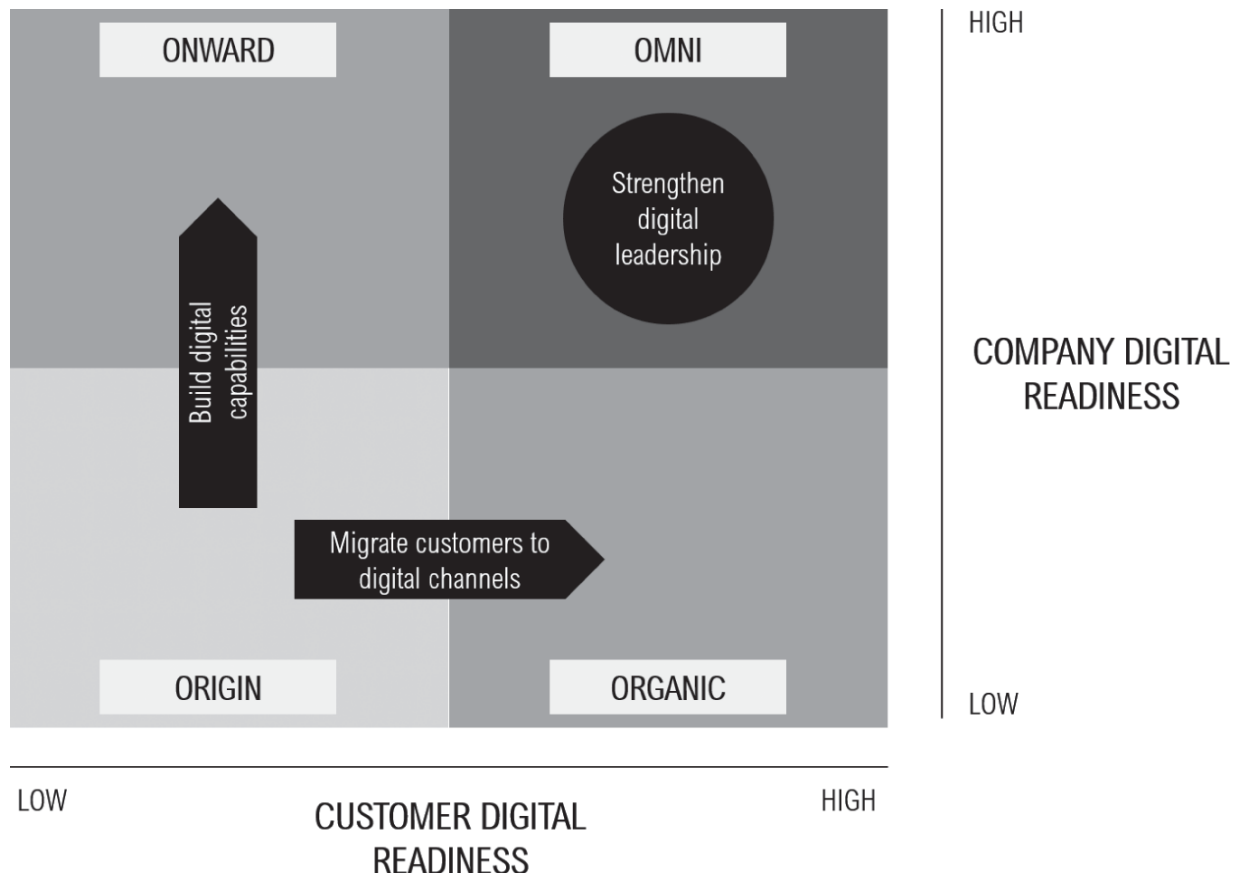 ONWARD
OMNI
HIGH
Strengthen
digital
leadership
Build digital
capabilities
COMPANY DIGITAL
READINESS
Migrate customers to
digital channels
ORIGIN
ORGANIC
LOW
LOW
HIGH
CUSTOMER DIGITAL
READINESS